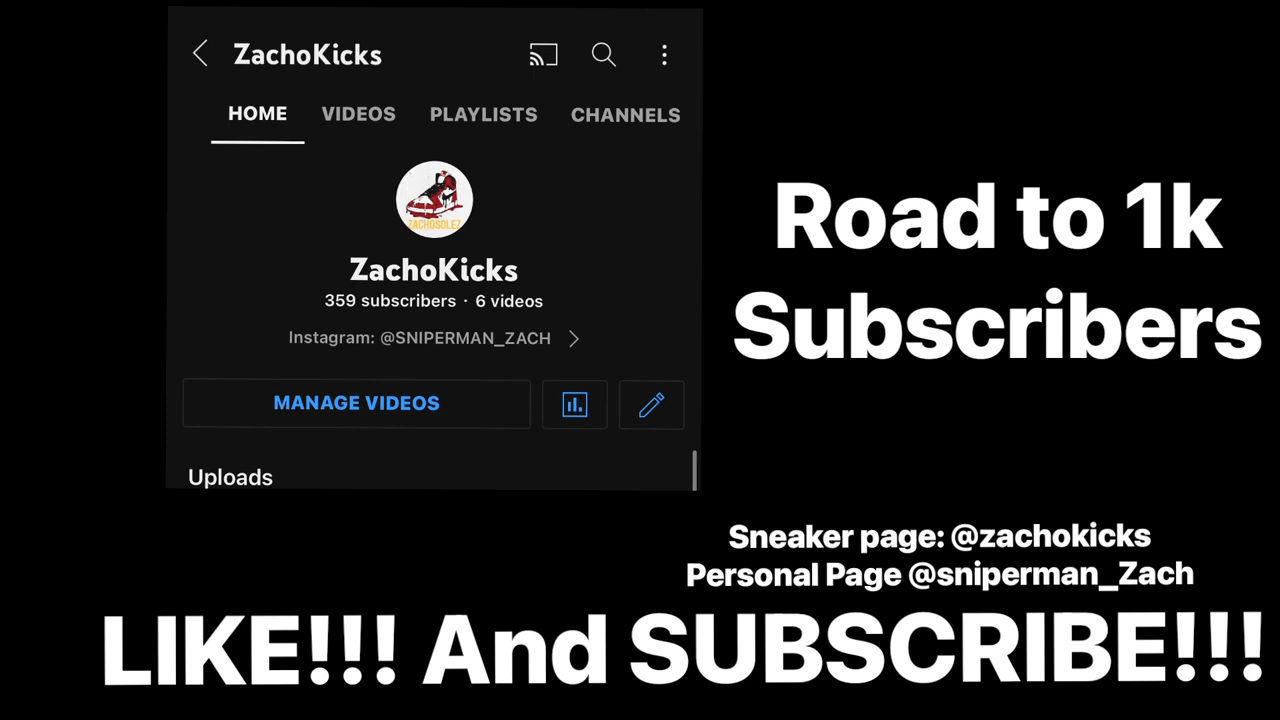 ZachoKicks
HOME VIDEOS PLAYLISTS CHANNELS
ZACHOSOLEZ
ZachoKicks
359 subscribers · 6 videos
Instagram: @SNIPERMAN_ZACH
MANAGE VIDEOS
Uploads
Road to 1k
Subscribers
Sneaker page: @zachokicks
Personal Page @sniperman_Zach
LIKE!!! And SUBSCRIBE!!!